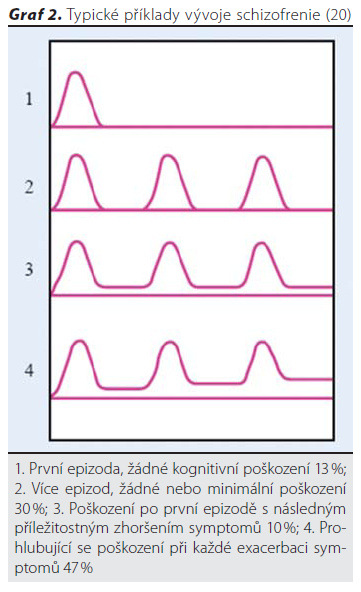 Graf 2. Typické příklady vývoje schizofrenie (20)
1
2
3
4
1. První epizoda, žádné kognitivní poškození 13 %;
2. Více epizod, žádné nebo minimální poškození
30 %; 3. Poškození po první epizodě s následným
příležitostným zhoršením symptomů 10 %; 4. Pro-
hlubující se poškození při každé exacerbaci sym-
ptomů 47 %